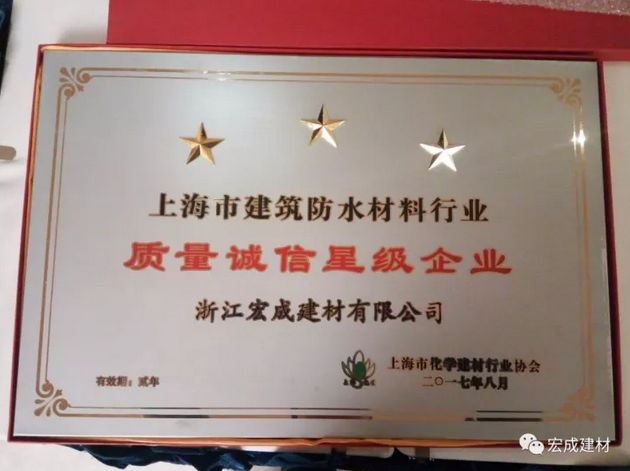 上海市建筑防水材料行业
质量诚信星级企业
浙江宏成建材有限公司
上海市化学建材行业协会
有效期：贰年
二〇一七年八月
宏成建材